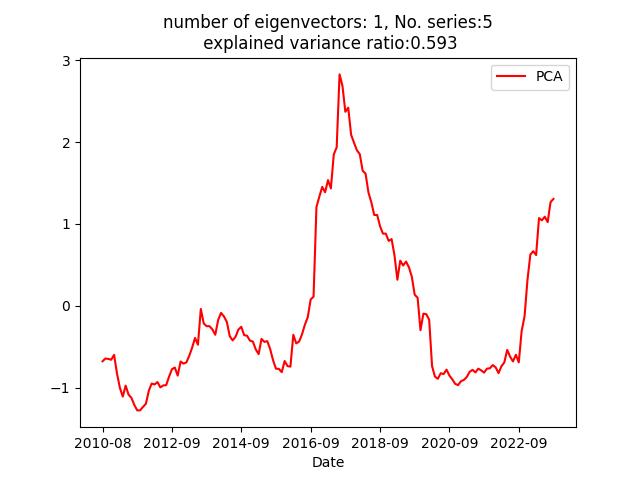 number of eigenvectors: 1, No. series:5
explained variance ratio:0.593
PCA
3
2
1
0
−1
2010-08 2012-09 2014-09 2016-09 2018-09 2020-09 2022-09
Date